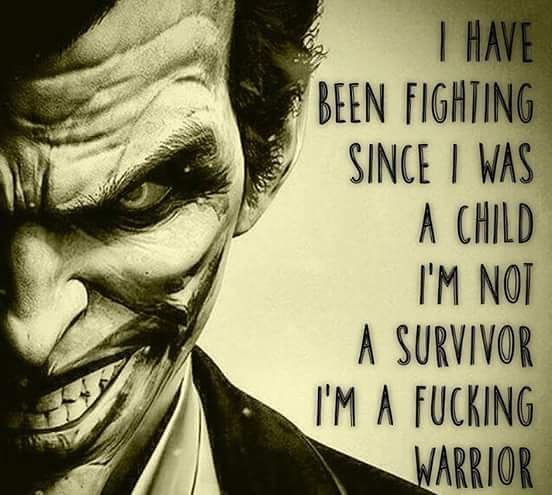 I HAVE
BEEN FIGHTING
SINCE I WAS
A CHILD
I'M NOT
A SURVIVOR
I'M A FUCKING
WARRIOR